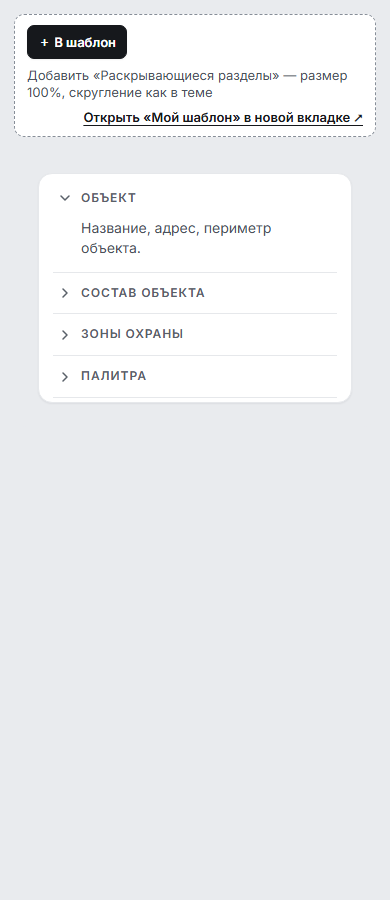 + В шаблон
Добавить «Раскрывающиеся разделы» — размер
100%, скругление как в теме
Открыть «Мой шаблон» в новой вкладке ↗
ОБЪЕКТ
Название, адрес, периметр
объекта.
СОСТАВ ОБЪЕКТА
ЗОНЫ ОХРАНЫ
ПАЛИТРА